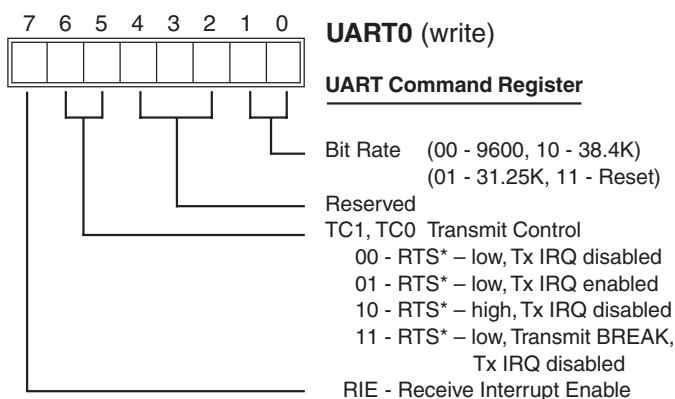 7 6 5 4 3 2 1 0
UART0 (write)
UART Command Register
Bit Rate (00 - 9600, 10 - 38.4K)
(01 - 31.25K, 11 - Reset)
Reserved
TC1, TC0 Transmit Control
00 - RTS* – low, Tx IRQ disabled
01 - RTS* – low, Tx IRQ enabled
10 - RTS* – high, Tx IRQ disabled
11 - RTS* – low, Transmit BREAK,
Tx IRQ disabled
RIE - Receive Interrupt Enable